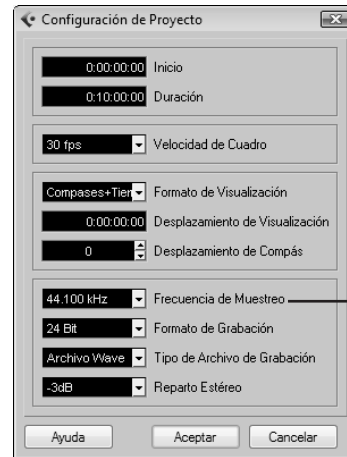 Configuración de Proyecto
0:00:00:00 Inicio
0:10:00:00 Duración
30 fps Velocidad de Cuadro
Compases+Tien Formato de Visualización
0:00:00:00 Desplazamiento de Visualización
0 Desplazamiento de Compás
44.100 kHz Frecuencia de Muestreo
24 Bit Formato de Grabación
Archivo Wave Tipo de Archivo de Grabación
-3dB Reparto Estéreo
Ayuda Aceptar Cancelar